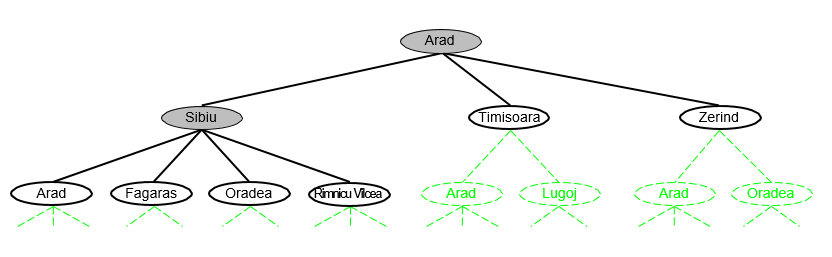 Arad
Sibiu
Timisoara
Zerind
Arad
Fagaras
Oradea
Rimnicu Vilcea
Arad
Lugoj
Arad
Oradea